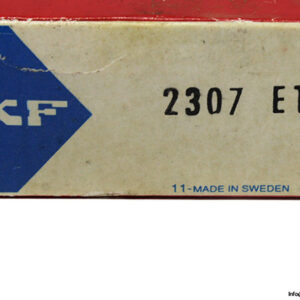 KF
2307 ET
11-MADE IN SWEDEN